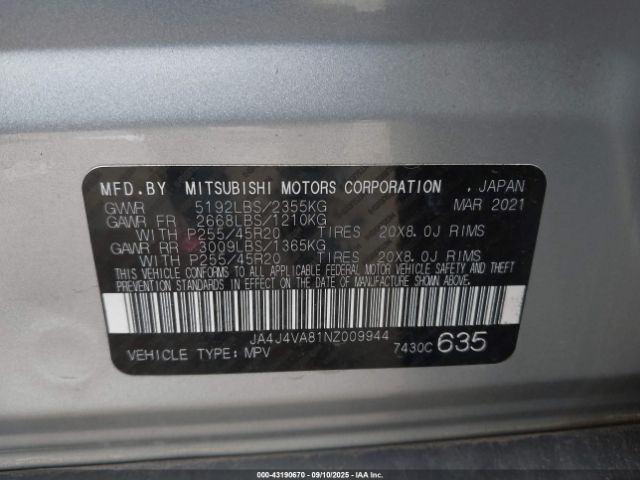 MFD.BY MITSUBISHI MOTORS CORPORATION , JAPAN
GVWR 5192LBS/2355KG MAR 2021
GAWR FR 2668LBS/1210KG
WITH P255/45R20 TIRES 20X8.0J RIMS
GAWR RR 3009LBS/1365KG
WITH P255/45R20 TIRES 20X8.0J RIMS
THIS VEHICLE CONFORMS TO ALL APPLICABLE FEDERAL MOTOR VEHICLE SAFETY AND THEFT
PREVENTION STANDARDS IN EFFECT ON THE DATE OF MANUFACTURE SHOWN ABOVE.
JA4J4VA81NZ009944
VEHICLE TYPE: MPV 7430C 635
000-43190670 - 09/10/2025 - © IAA, LLC